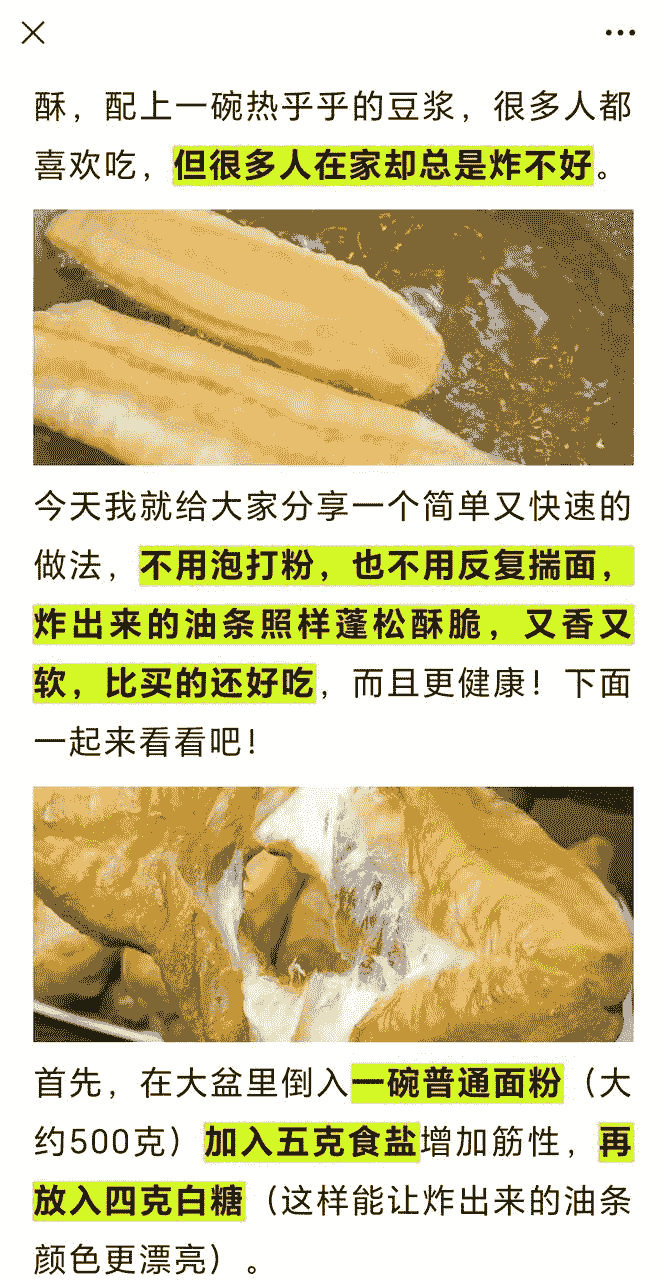 酥，配上一碗热乎乎的豆浆，很多人都
喜欢吃，但很多人在家却总是炸不好。
今天我就给大家分享一个简单又快速的
做法，不用泡打粉，也不用反复揣面，
炸出来的油条照样蓬松酥脆，又香又
软，比买的还好吃，而且更健康！下面
一起来看看吧！
首先，在大盆里倒入一碗普通面粉（大
约500克）加入五克食盐增加筋性，再
放入四克白糖（这样能让炸出来的油条
颜色更漂亮）。